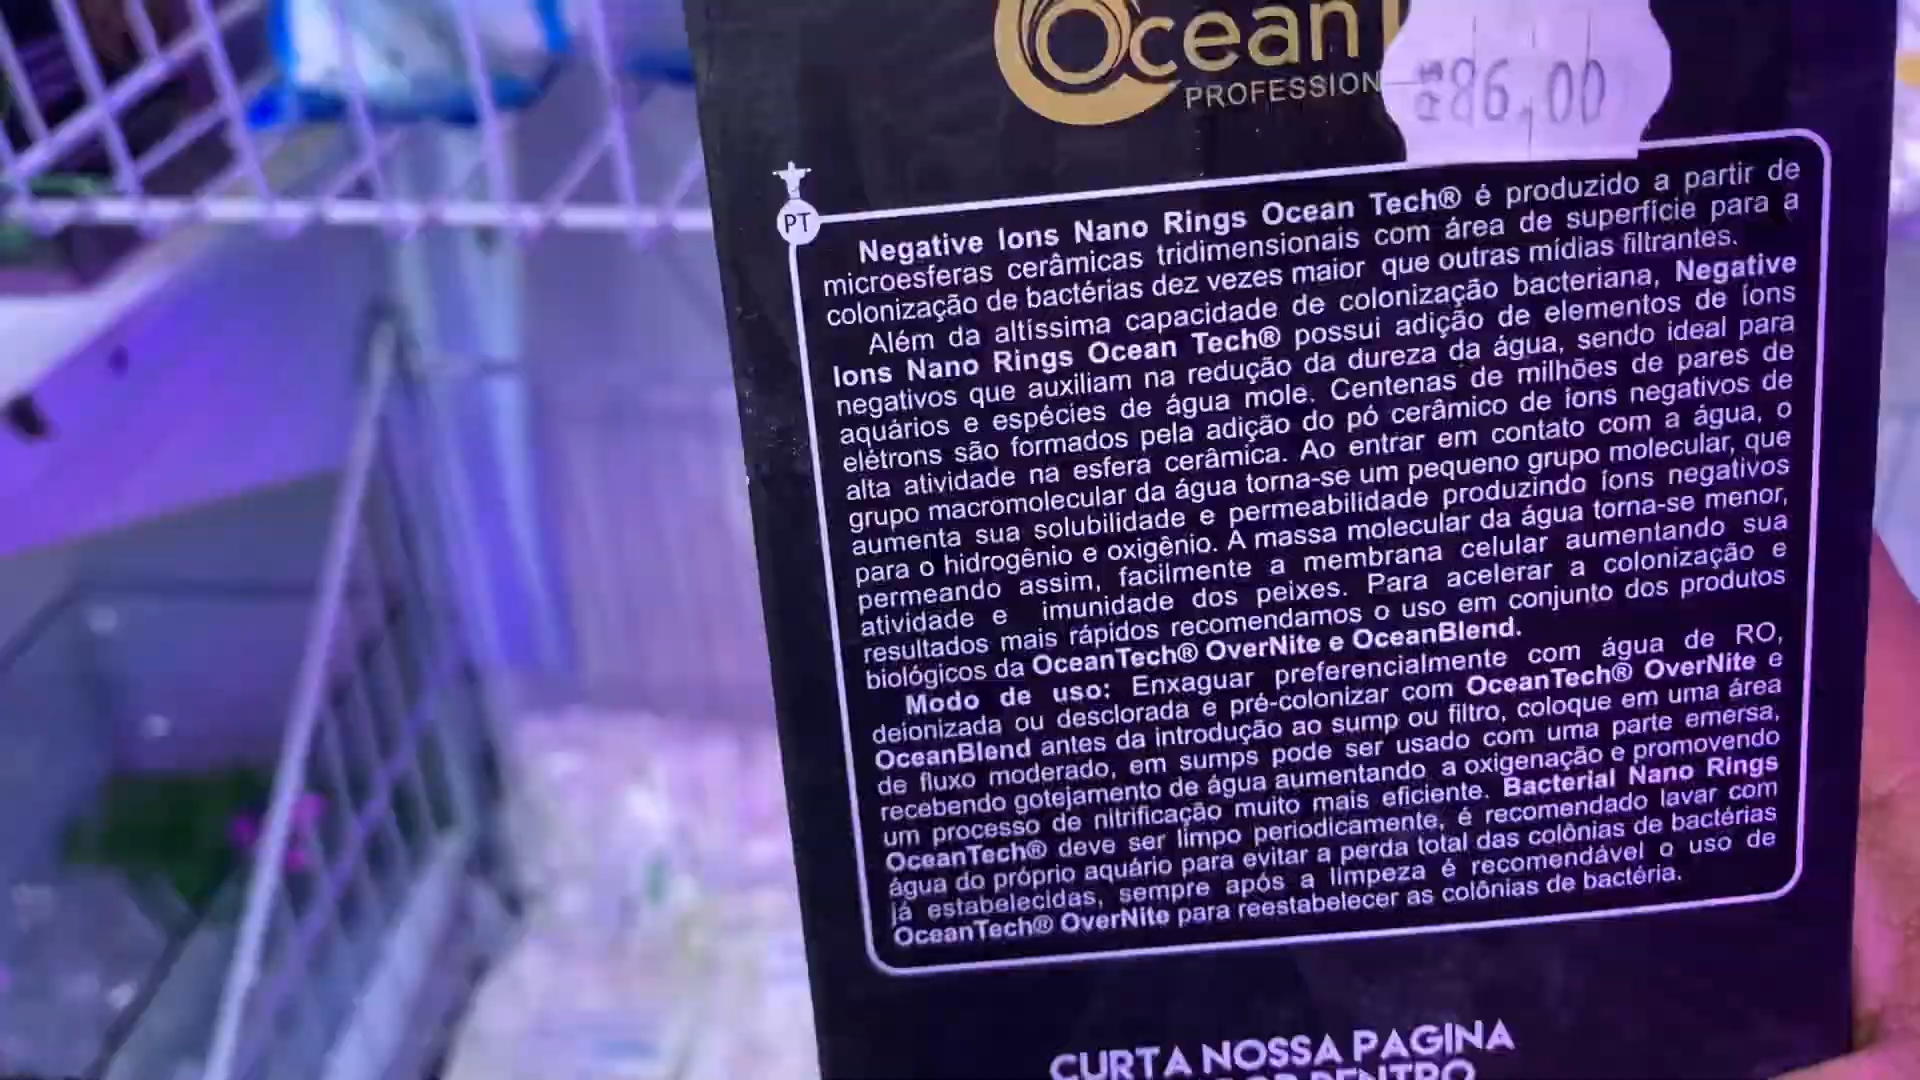 Ocean
PROFESSION
R$86,00
PT
Negative Ions Nano Rings Ocean Tech® é produzido a partir de
microesferas cerâmicas tridimensionais com área de superfície para a
colonização de bactérias dez vezes maior que outras mídias filtrantes.
Além da altíssima capacidade de colonização bacteriana, Negative
Ions Nano Rings Ocean Tech® possui adição de elementos de íons
negativos que auxiliam na redução da dureza da água, sendo ideal para
aquários e espécies de água mole. Centenas de milhões de pares de
elétrons são formados pela adição do pó cerâmico de íons negativos de
alta atividade na esfera cerâmica. Ao entrar em contato com a água, o
grupo macromolecular da água torna-se um pequeno grupo molecular, que
aumenta sua solubilidade e permeabilidade produzindo íons negativos
para o hidrogênio e oxigênio. A massa molecular da água torna-se menor,
permeando assim, facilmente a membrana celular aumentando sua
atividade e imunidade dos peixes. Para acelerar a colonização e
resultados mais rápidos recomendamos o uso em conjunto dos produtos
biológicos da OceanTech® OverNite e OceanBlend.
Modo de uso: Enxaguar preferencialmente com água de RO,
deionizada ou desclorada e pré-colonizar com OceanTech® OverNite e
OceanBlend antes da introdução ao sump ou filtro, coloque em uma área
de fluxo moderado, em sumps pode ser usado com uma parte emersa,
recebendo gotejamento de água aumentando a oxigenação e promovendo
um processo de nitrificação muito mais eficiente. Bacterial Nano Rings
OceanTech® deve ser limpo periodicamente, é recomendado lavar com
água do próprio aquário para evitar a perda total das colônias de bactérias
já estabelecidas, sempre após a limpeza é recomendável o uso de
OceanTech® OverNite para reestabelecer as colônias de bactéria.
CURTA NOSSA PAGINA